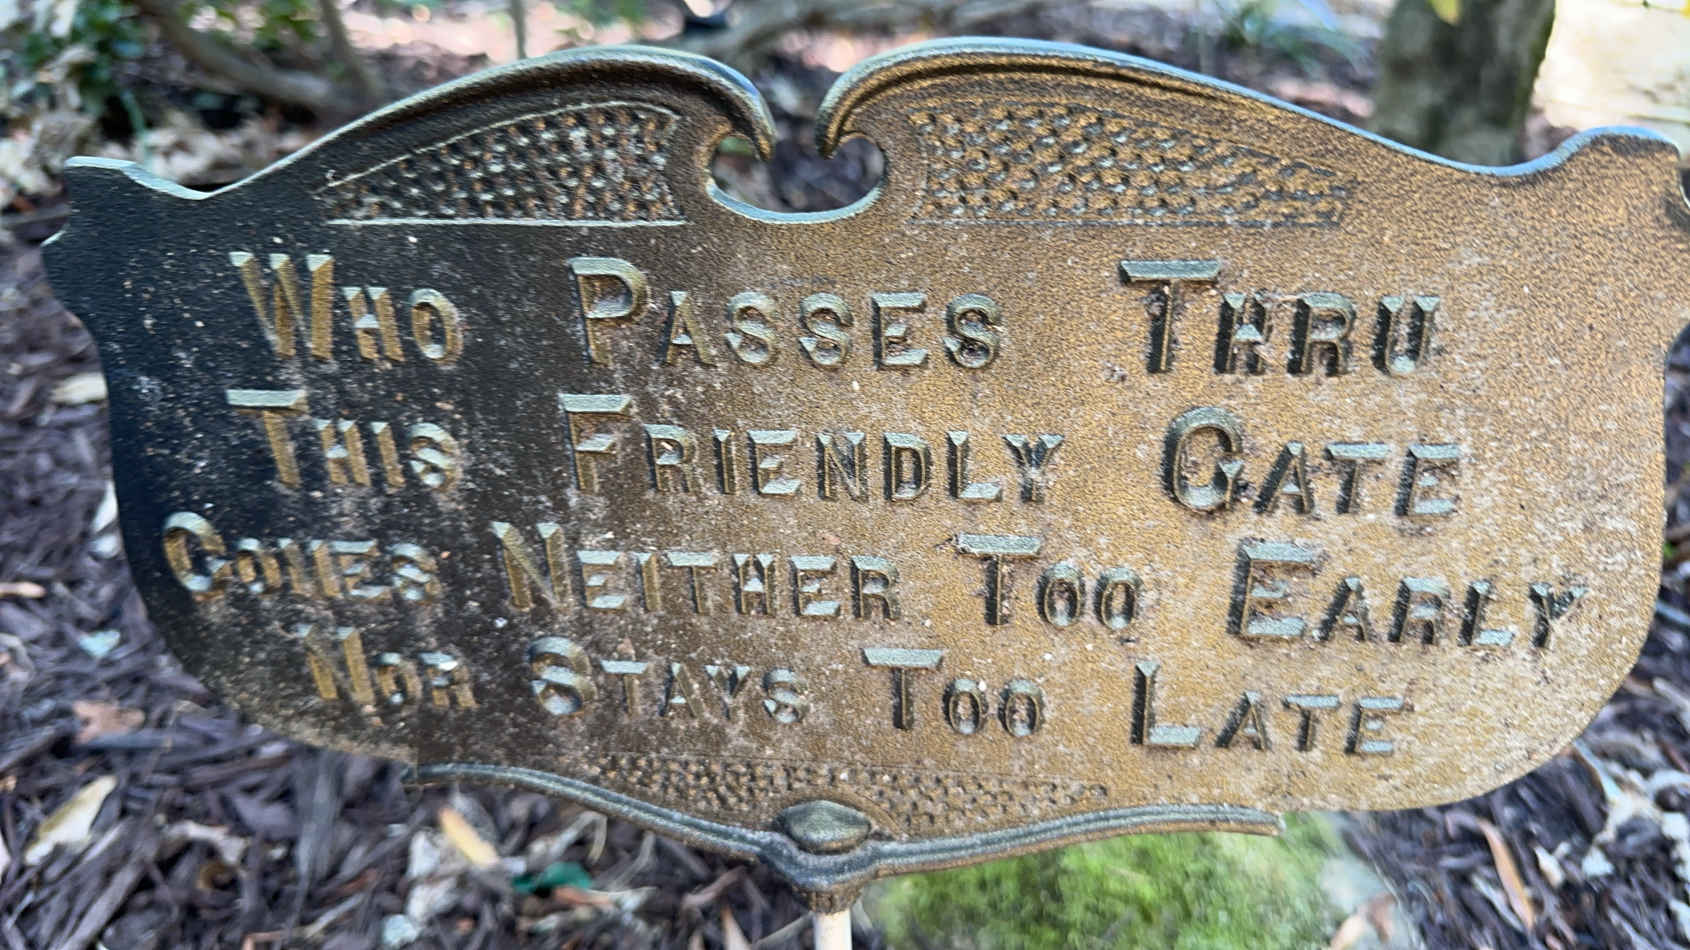 Who Passes Thru
This Friendly Gate
Comes Neither Too Early
Nor Stays Too Late